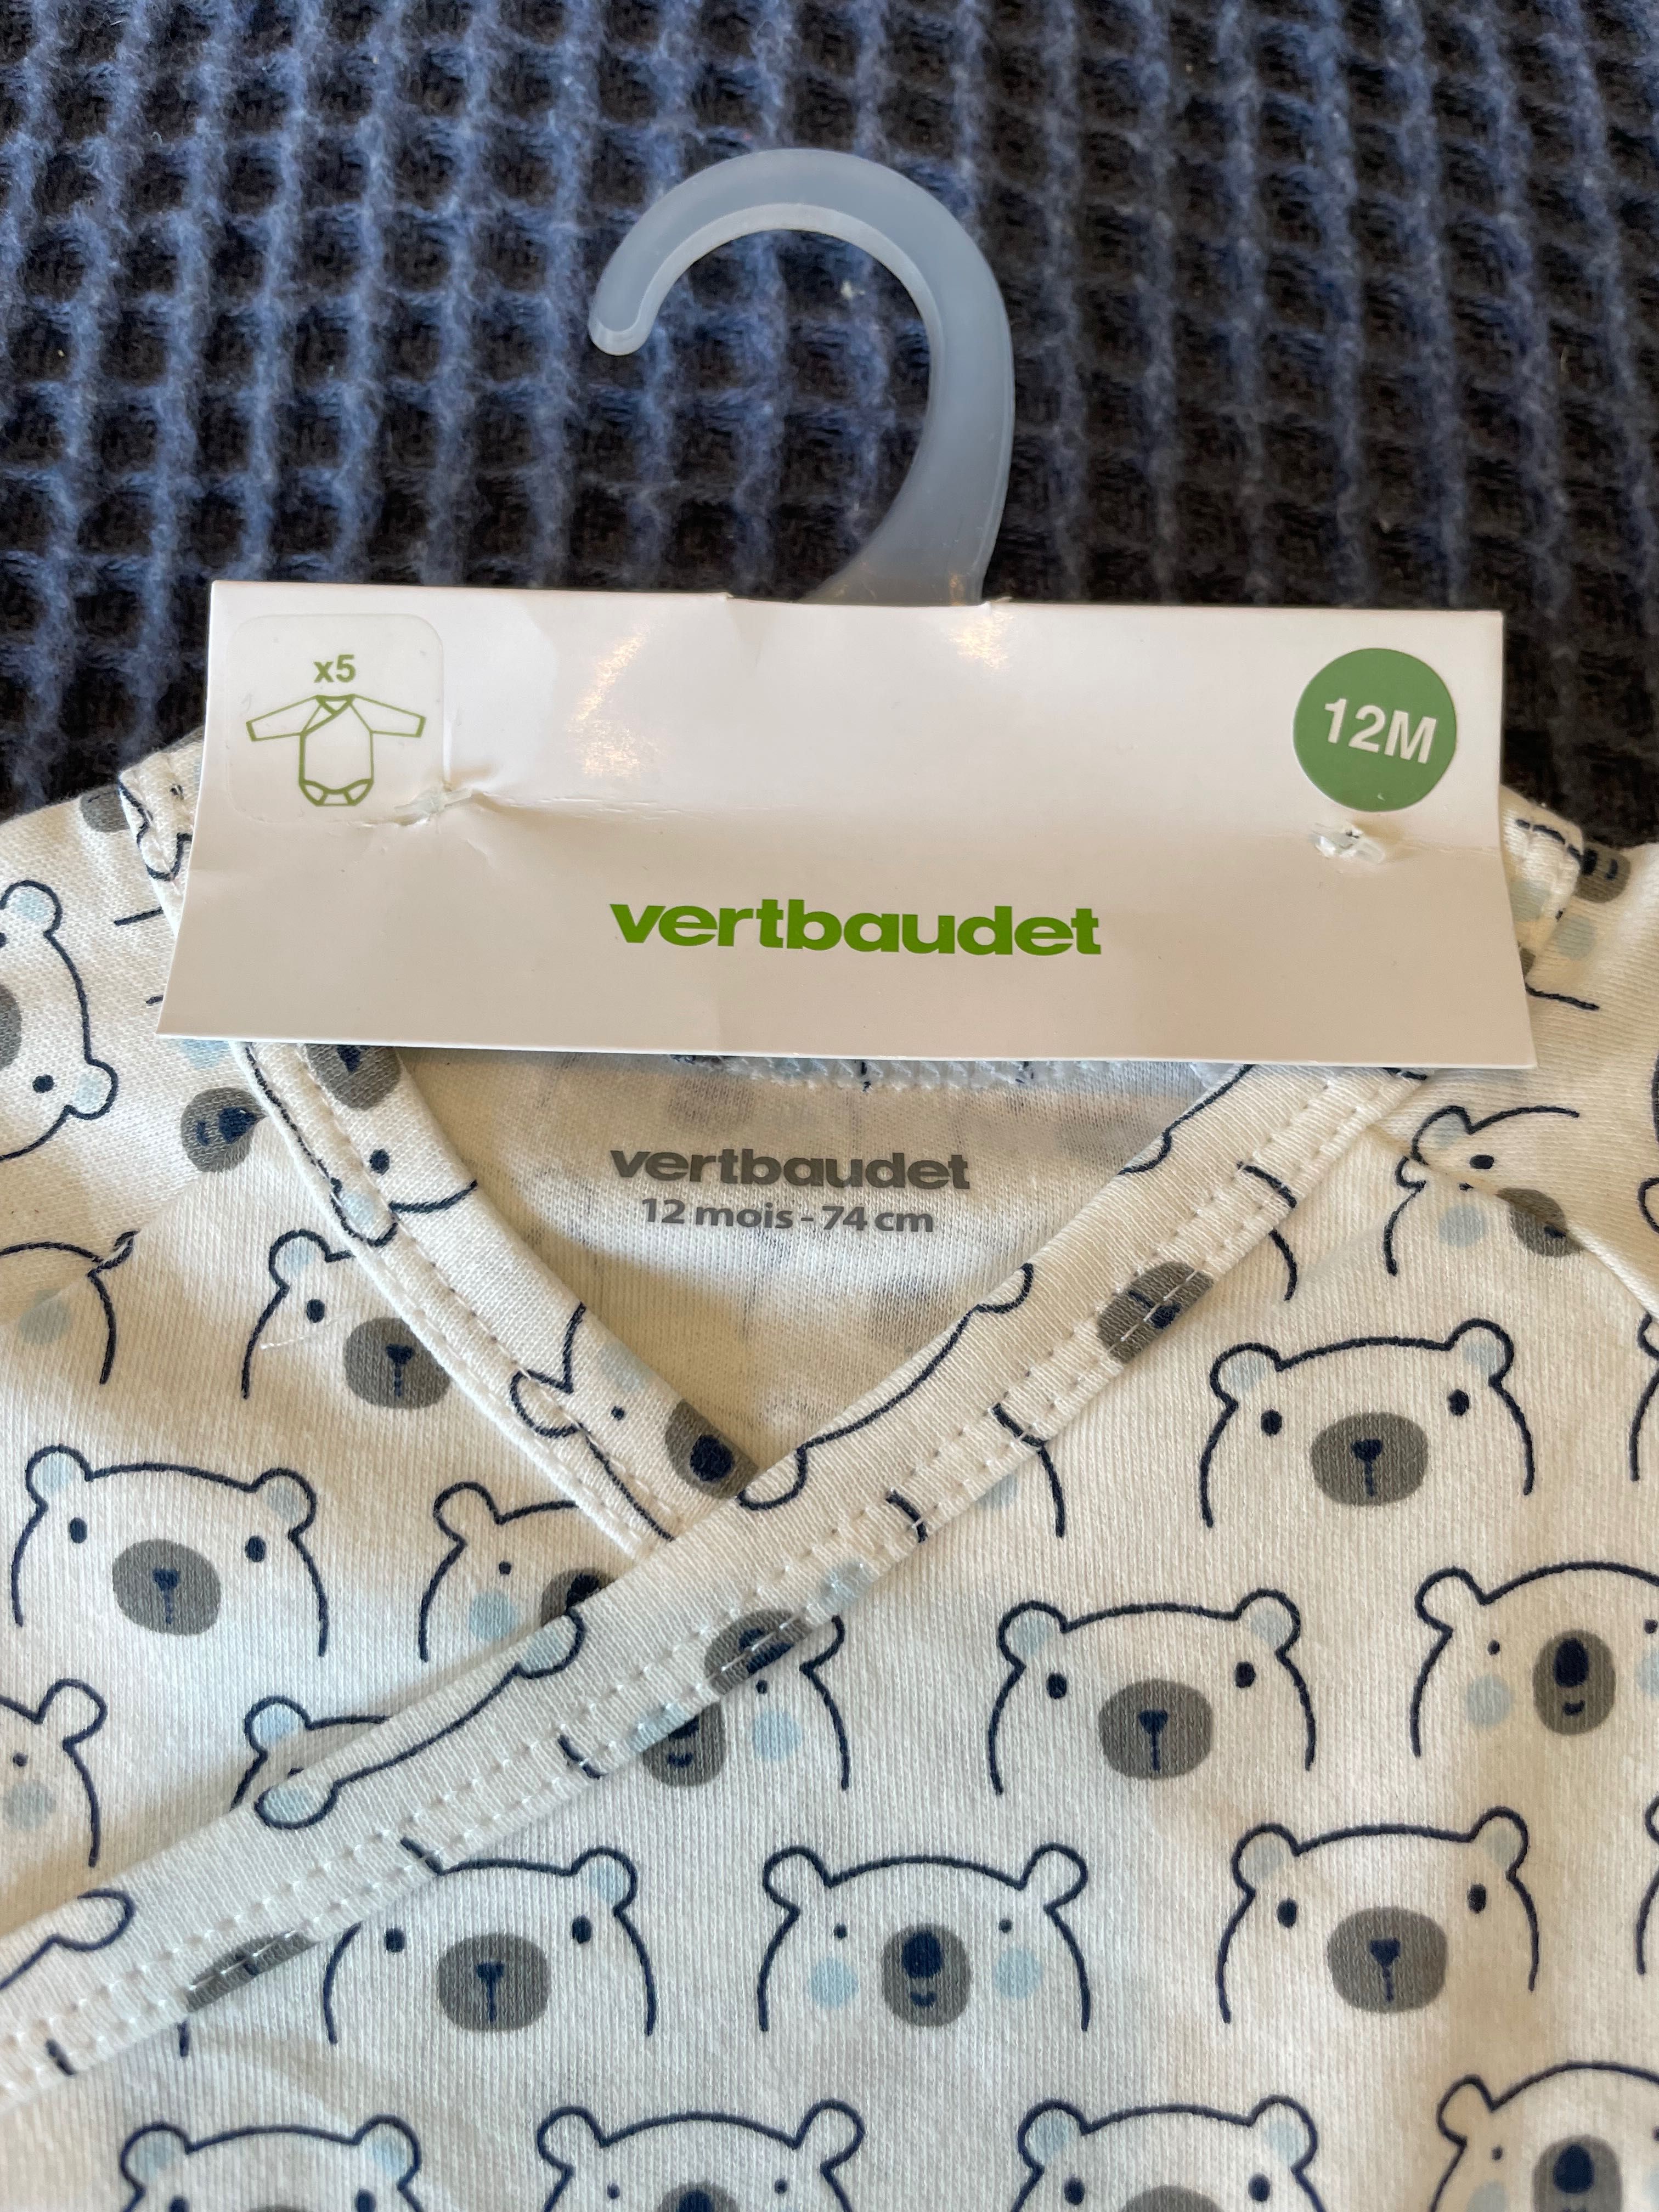 x5
12M
vertbaudet
vertbaudet
12 mois - 74 cm